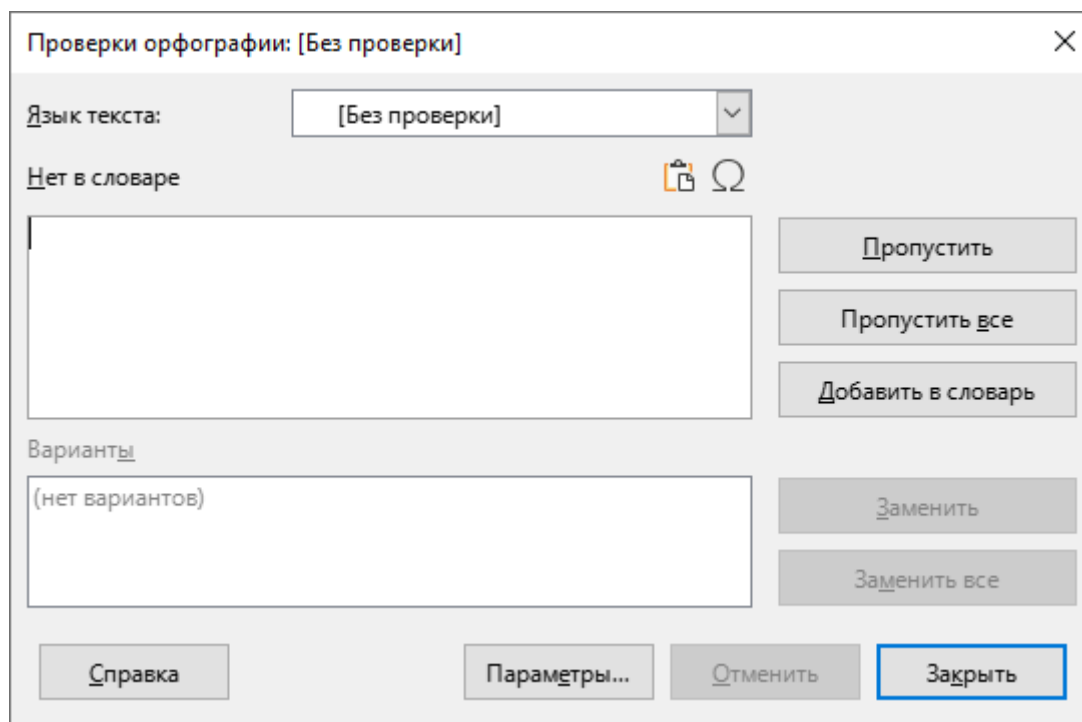 Проверки орфографии: [Без проверки]
Язык текста:
[Без проверки]
Нет в словаре
Пропустить
Пропустить все
Добавить в словарь
Варианты
(нет вариантов)
Заменить
Заменить все
Справка
Параметры...
Отменить
Закрыть